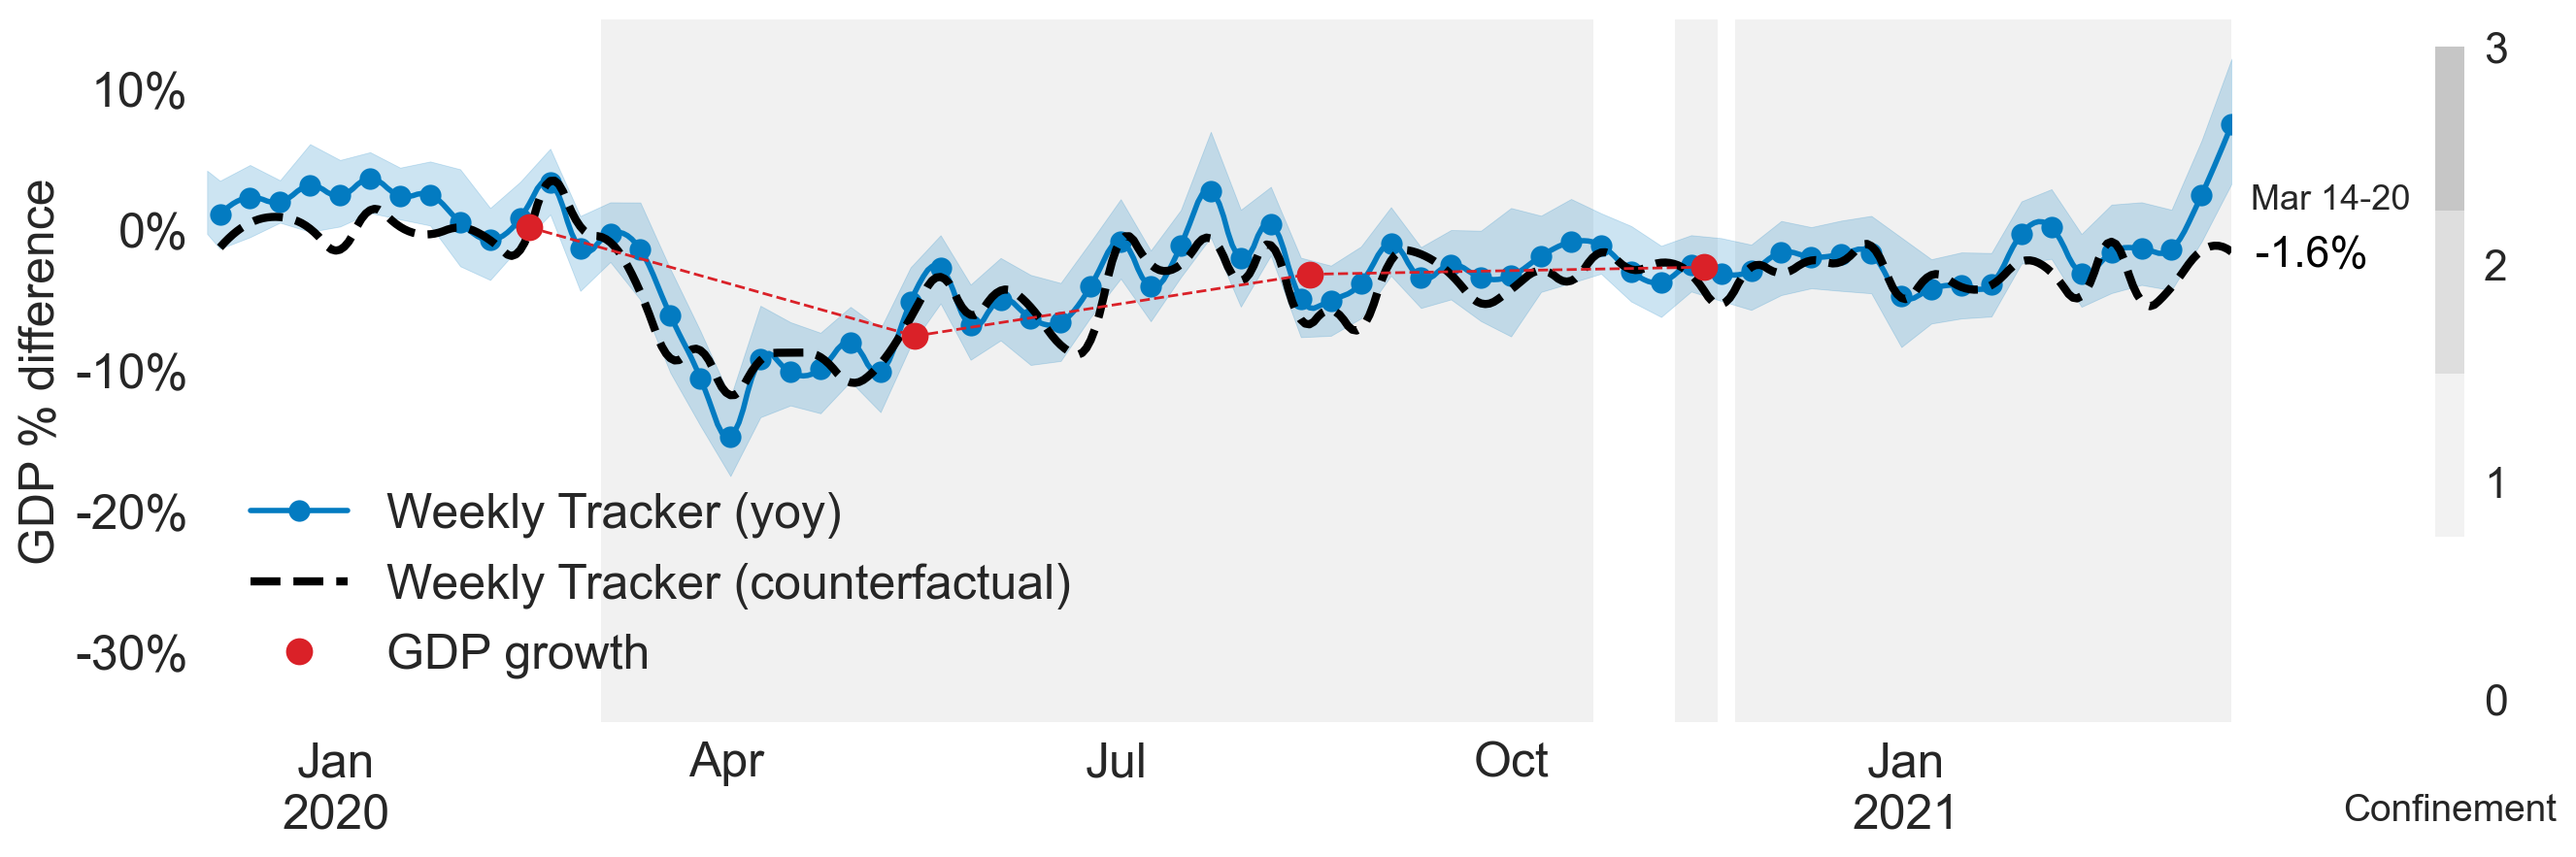 GDP % difference
10%
0%
-10%
-20%
-30%
Weekly Tracker (yoy)
Weekly Tracker (counterfactual)
GDP growth
Jan
2020
Apr
Jul
Oct
Jan
2021
Mar 14-20
-1.6%
3
2
1
0
Confinement